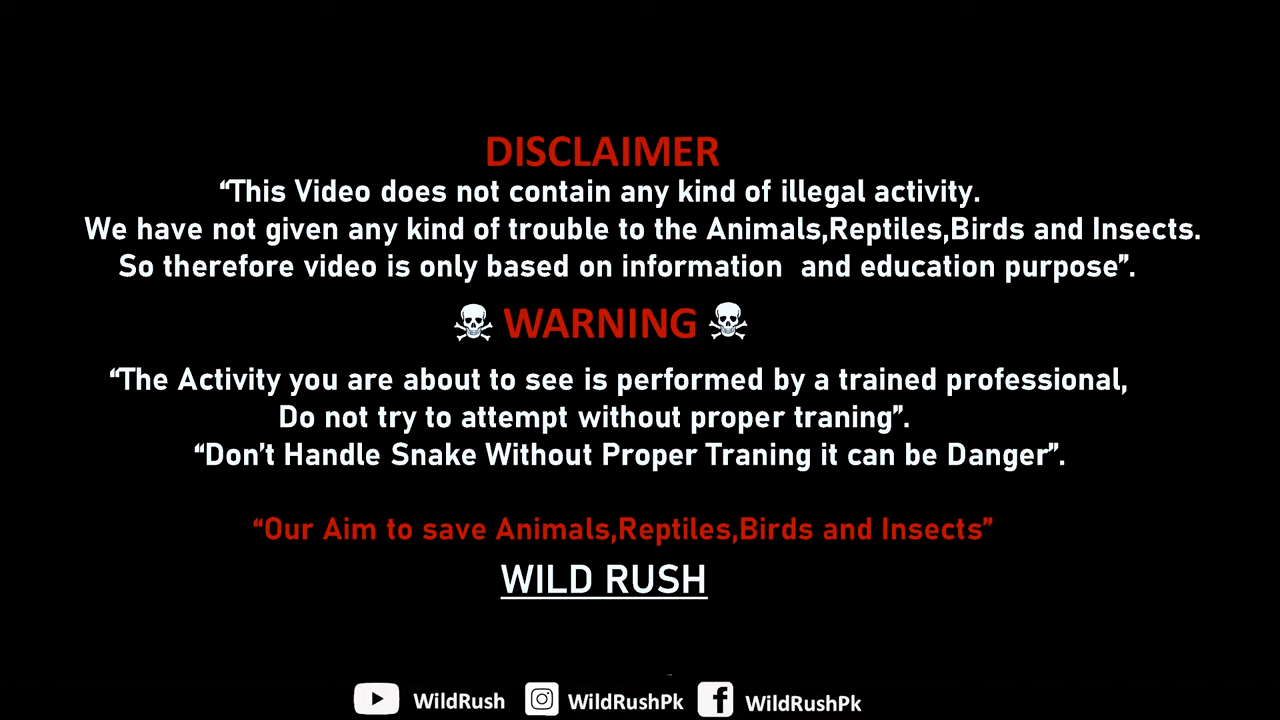 DISCLAIMER
“This Video does not contain any kind of illegal activity.
We have not given any kind of trouble to the Animals,Reptiles,Birds and Insects.
So therefore video is only based on information  and education purpose”.
☠ WARNING ☠
“The Activity you are about to see is performed by a trained professional,
Do not try to attempt without proper traning”.
“Don’t Handle Snake Without Proper Traning it can be Danger”.
“Our Aim to save Animals,Reptiles,Birds and Insects”
WILD RUSH
WildRush WildRushPk WildRushPk